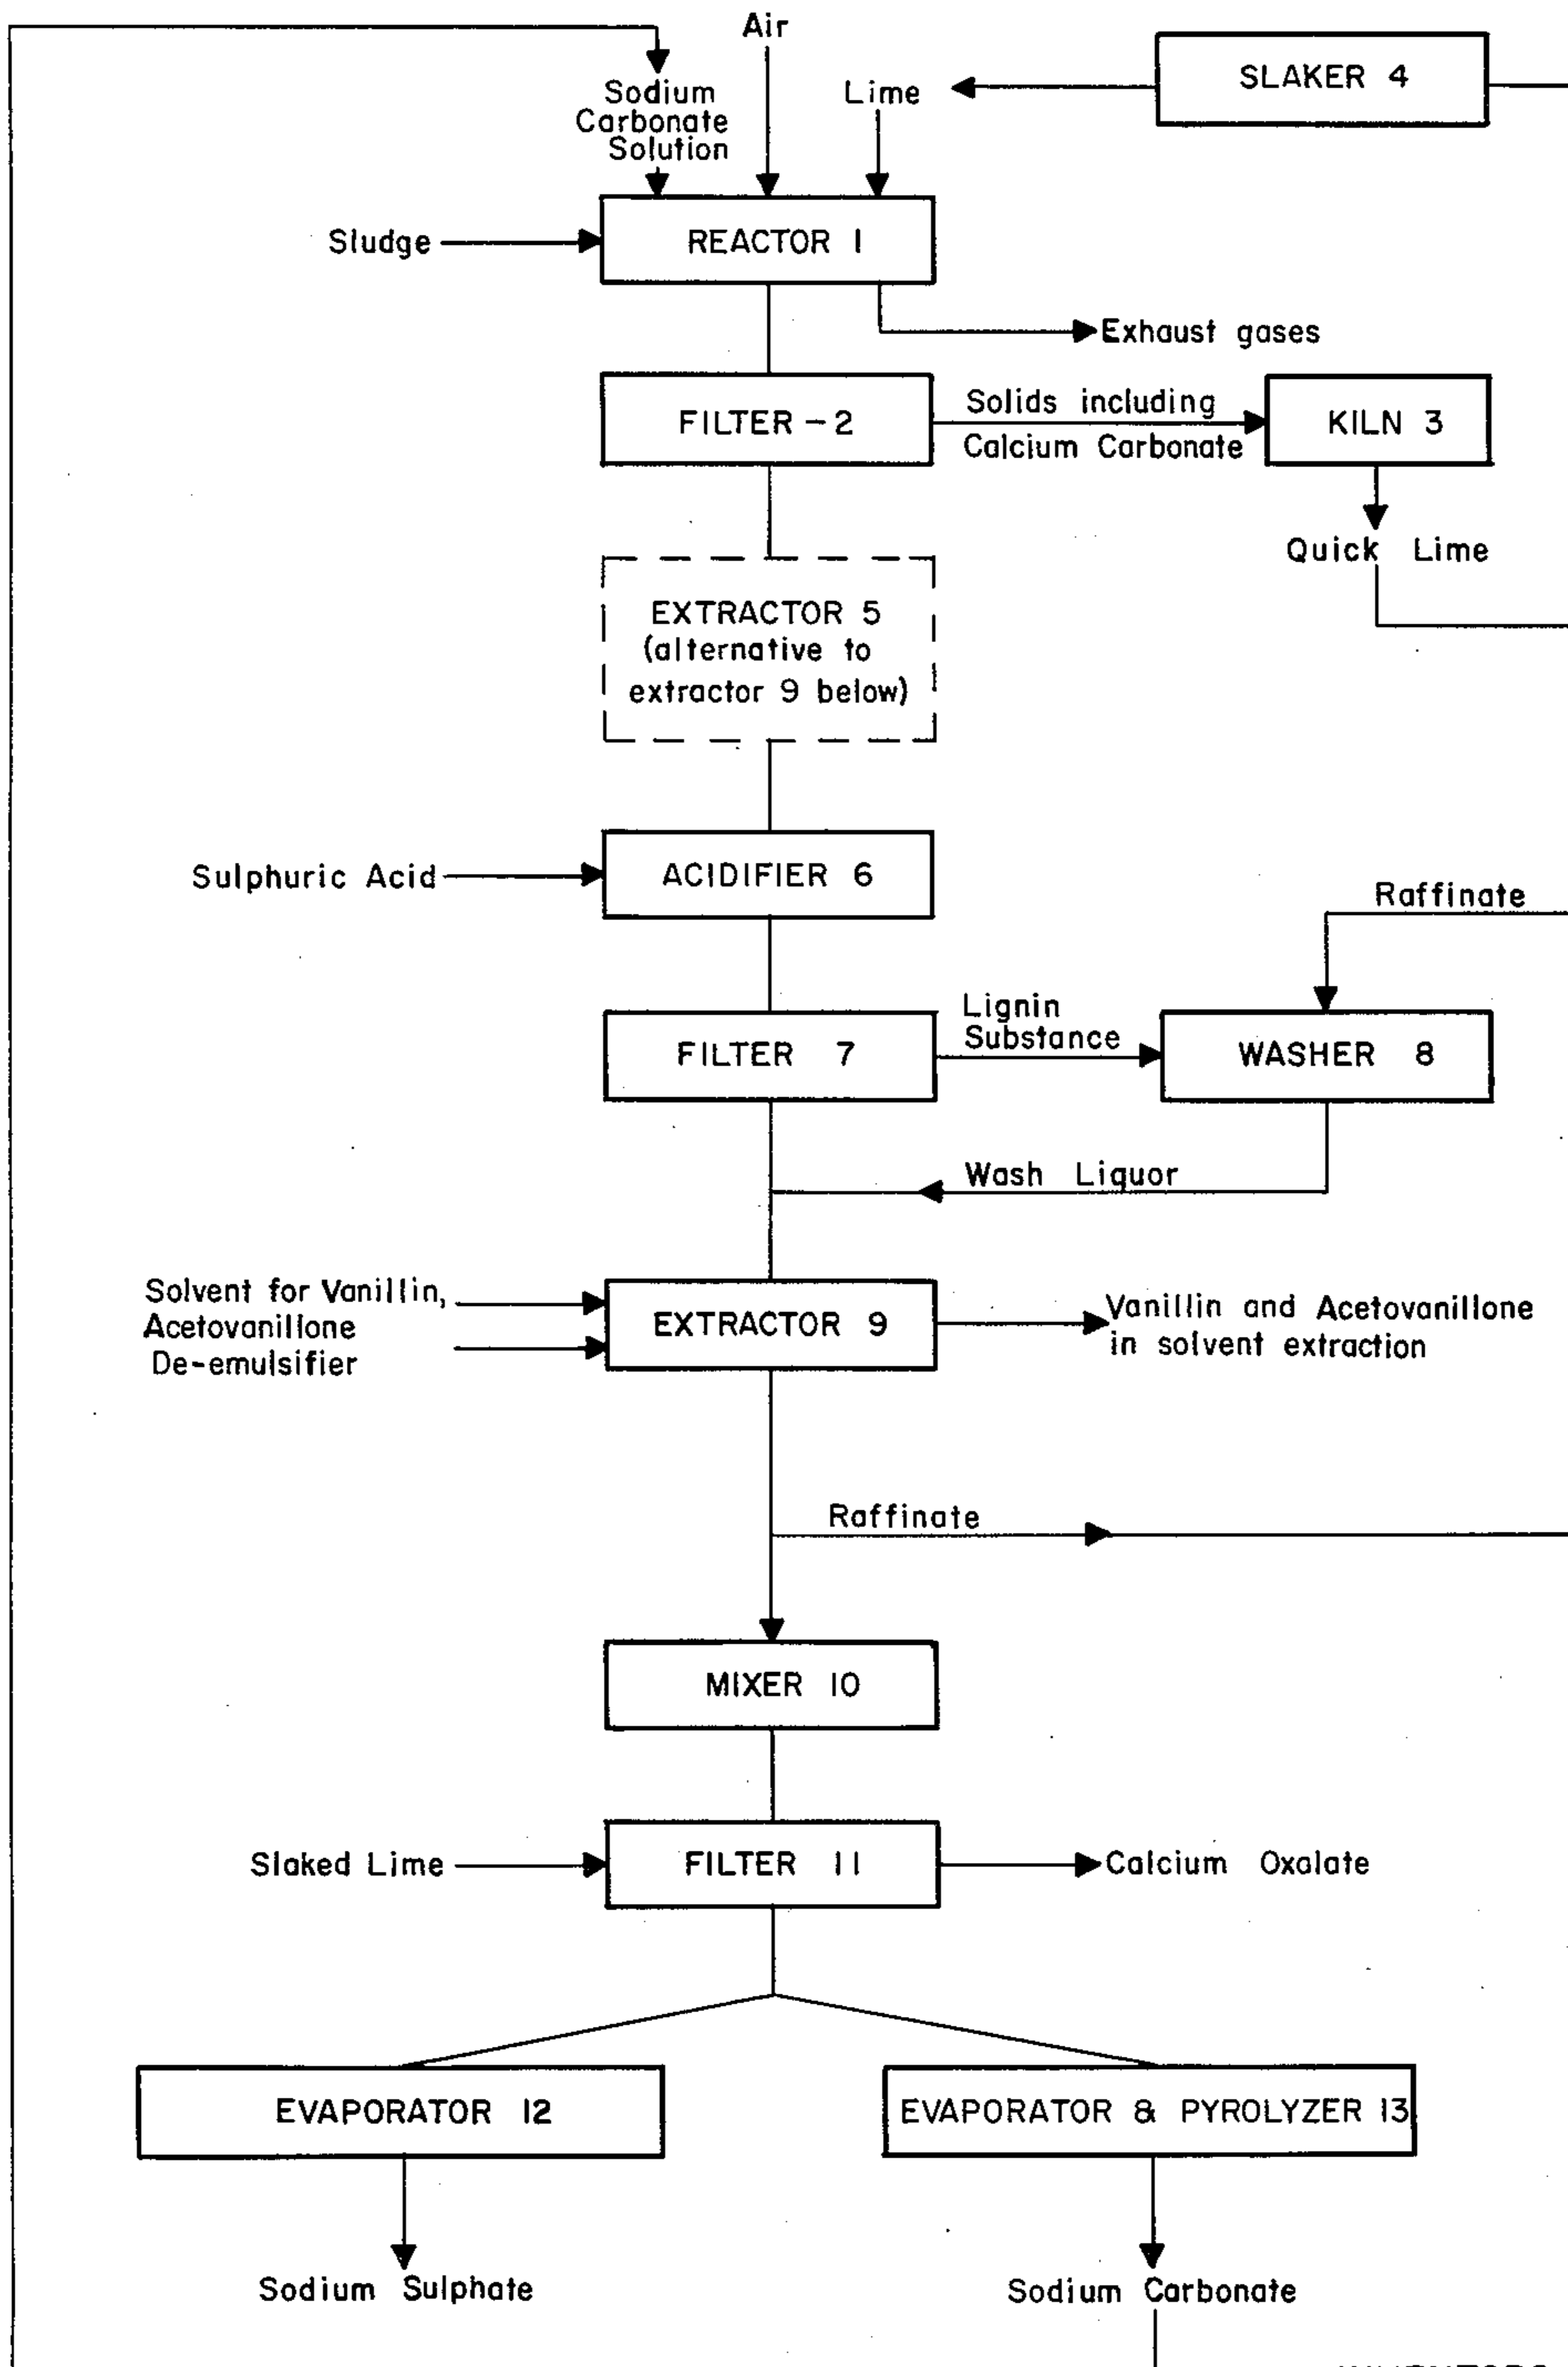 Air
SLAKER 4
Sodium
Carbonate
Solution
Lime
Sludge
REACTOR 1
Exhaust gases
FILTER - 2
Solids including
Calcium Carbonate
KILN 3
Quick Lime
EXTRACTOR 5
(alternative to
extractor 9 below)
Sulphuric Acid
ACIDIFIER 6
Raffinate
Lignin
Substance
FILTER 7
WASHER 8
Wash Liquor
Solvent for Vanillin,
Acetovanillone
De-emulsifier
EXTRACTOR 9
Vanillin and Acetovanillone
in solvent extraction
Raffinate
MIXER 10
Slaked Lime
FILTER 11
Calcium Oxalate
EVAPORATOR 12
EVAPORATOR & PYROLYZER 13
Sodium Sulphate
Sodium Carbonate